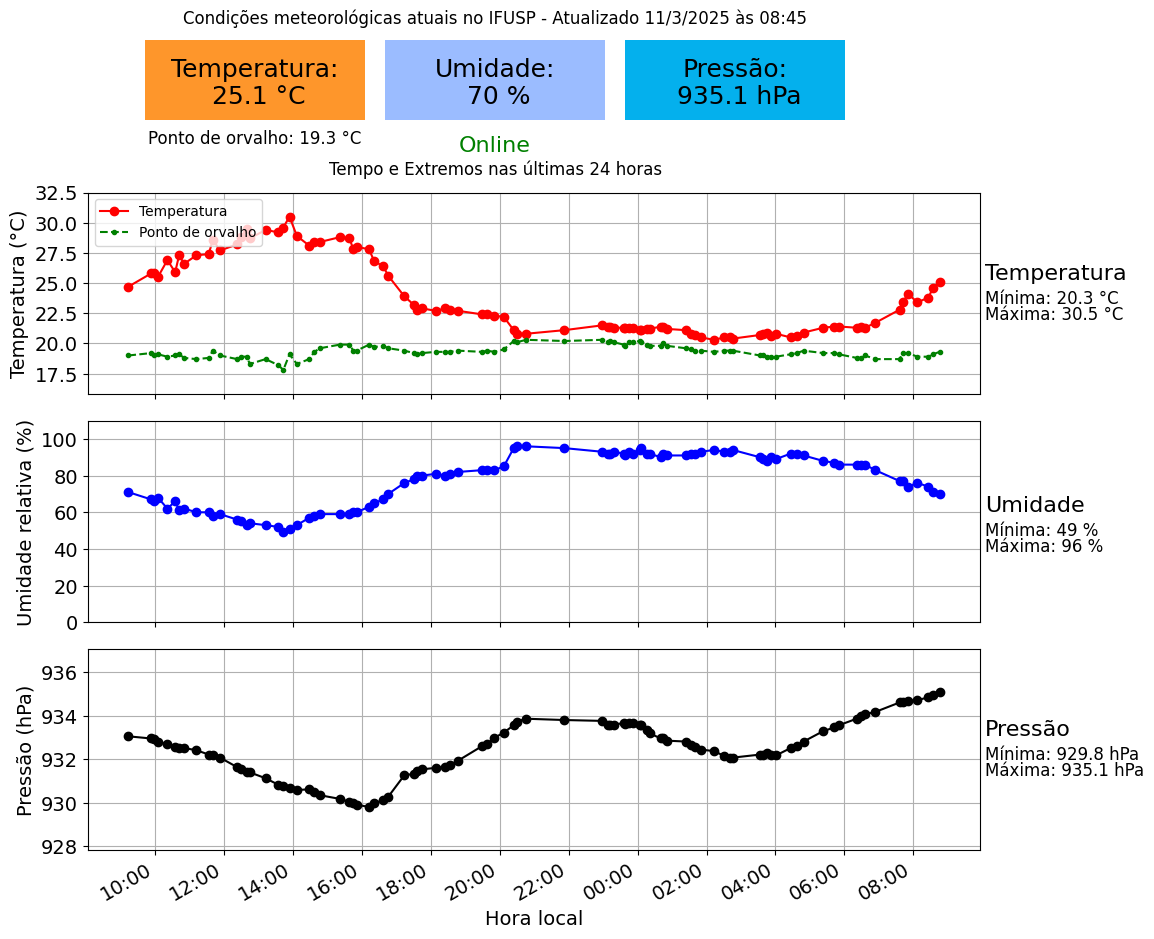 Condições meteorológicas atuais no IFUSP - Atualizado 11/3/2025 às 08:45
Temperatura:
25.1 °C
Umidade:
70 %
Pressão:
935.1 hPa
Ponto de orvalho: 19.3 °C
Online
Tempo e Extremos nas últimas 24 horas
Temperatura (°C)
32.5
30.0
27.5
25.0
22.5
20.0
17.5
Temperatura
Ponto de orvalho
Temperatura
Mínima: 20.3 °C
Máxima: 30.5 °C
Umidade relativa (%)
100
80
60
40
20
0
Umidade
Mínima: 49 %
Máxima: 96 %
Pressão (hPa)
936
934
932
930
928
Pressão
Mínima: 929.8 hPa
Máxima: 935.1 hPa
10:00 12:00 14:00 16:00 18:00 20:00 22:00 00:00 02:00 04:00 06:00 08:00
Hora local